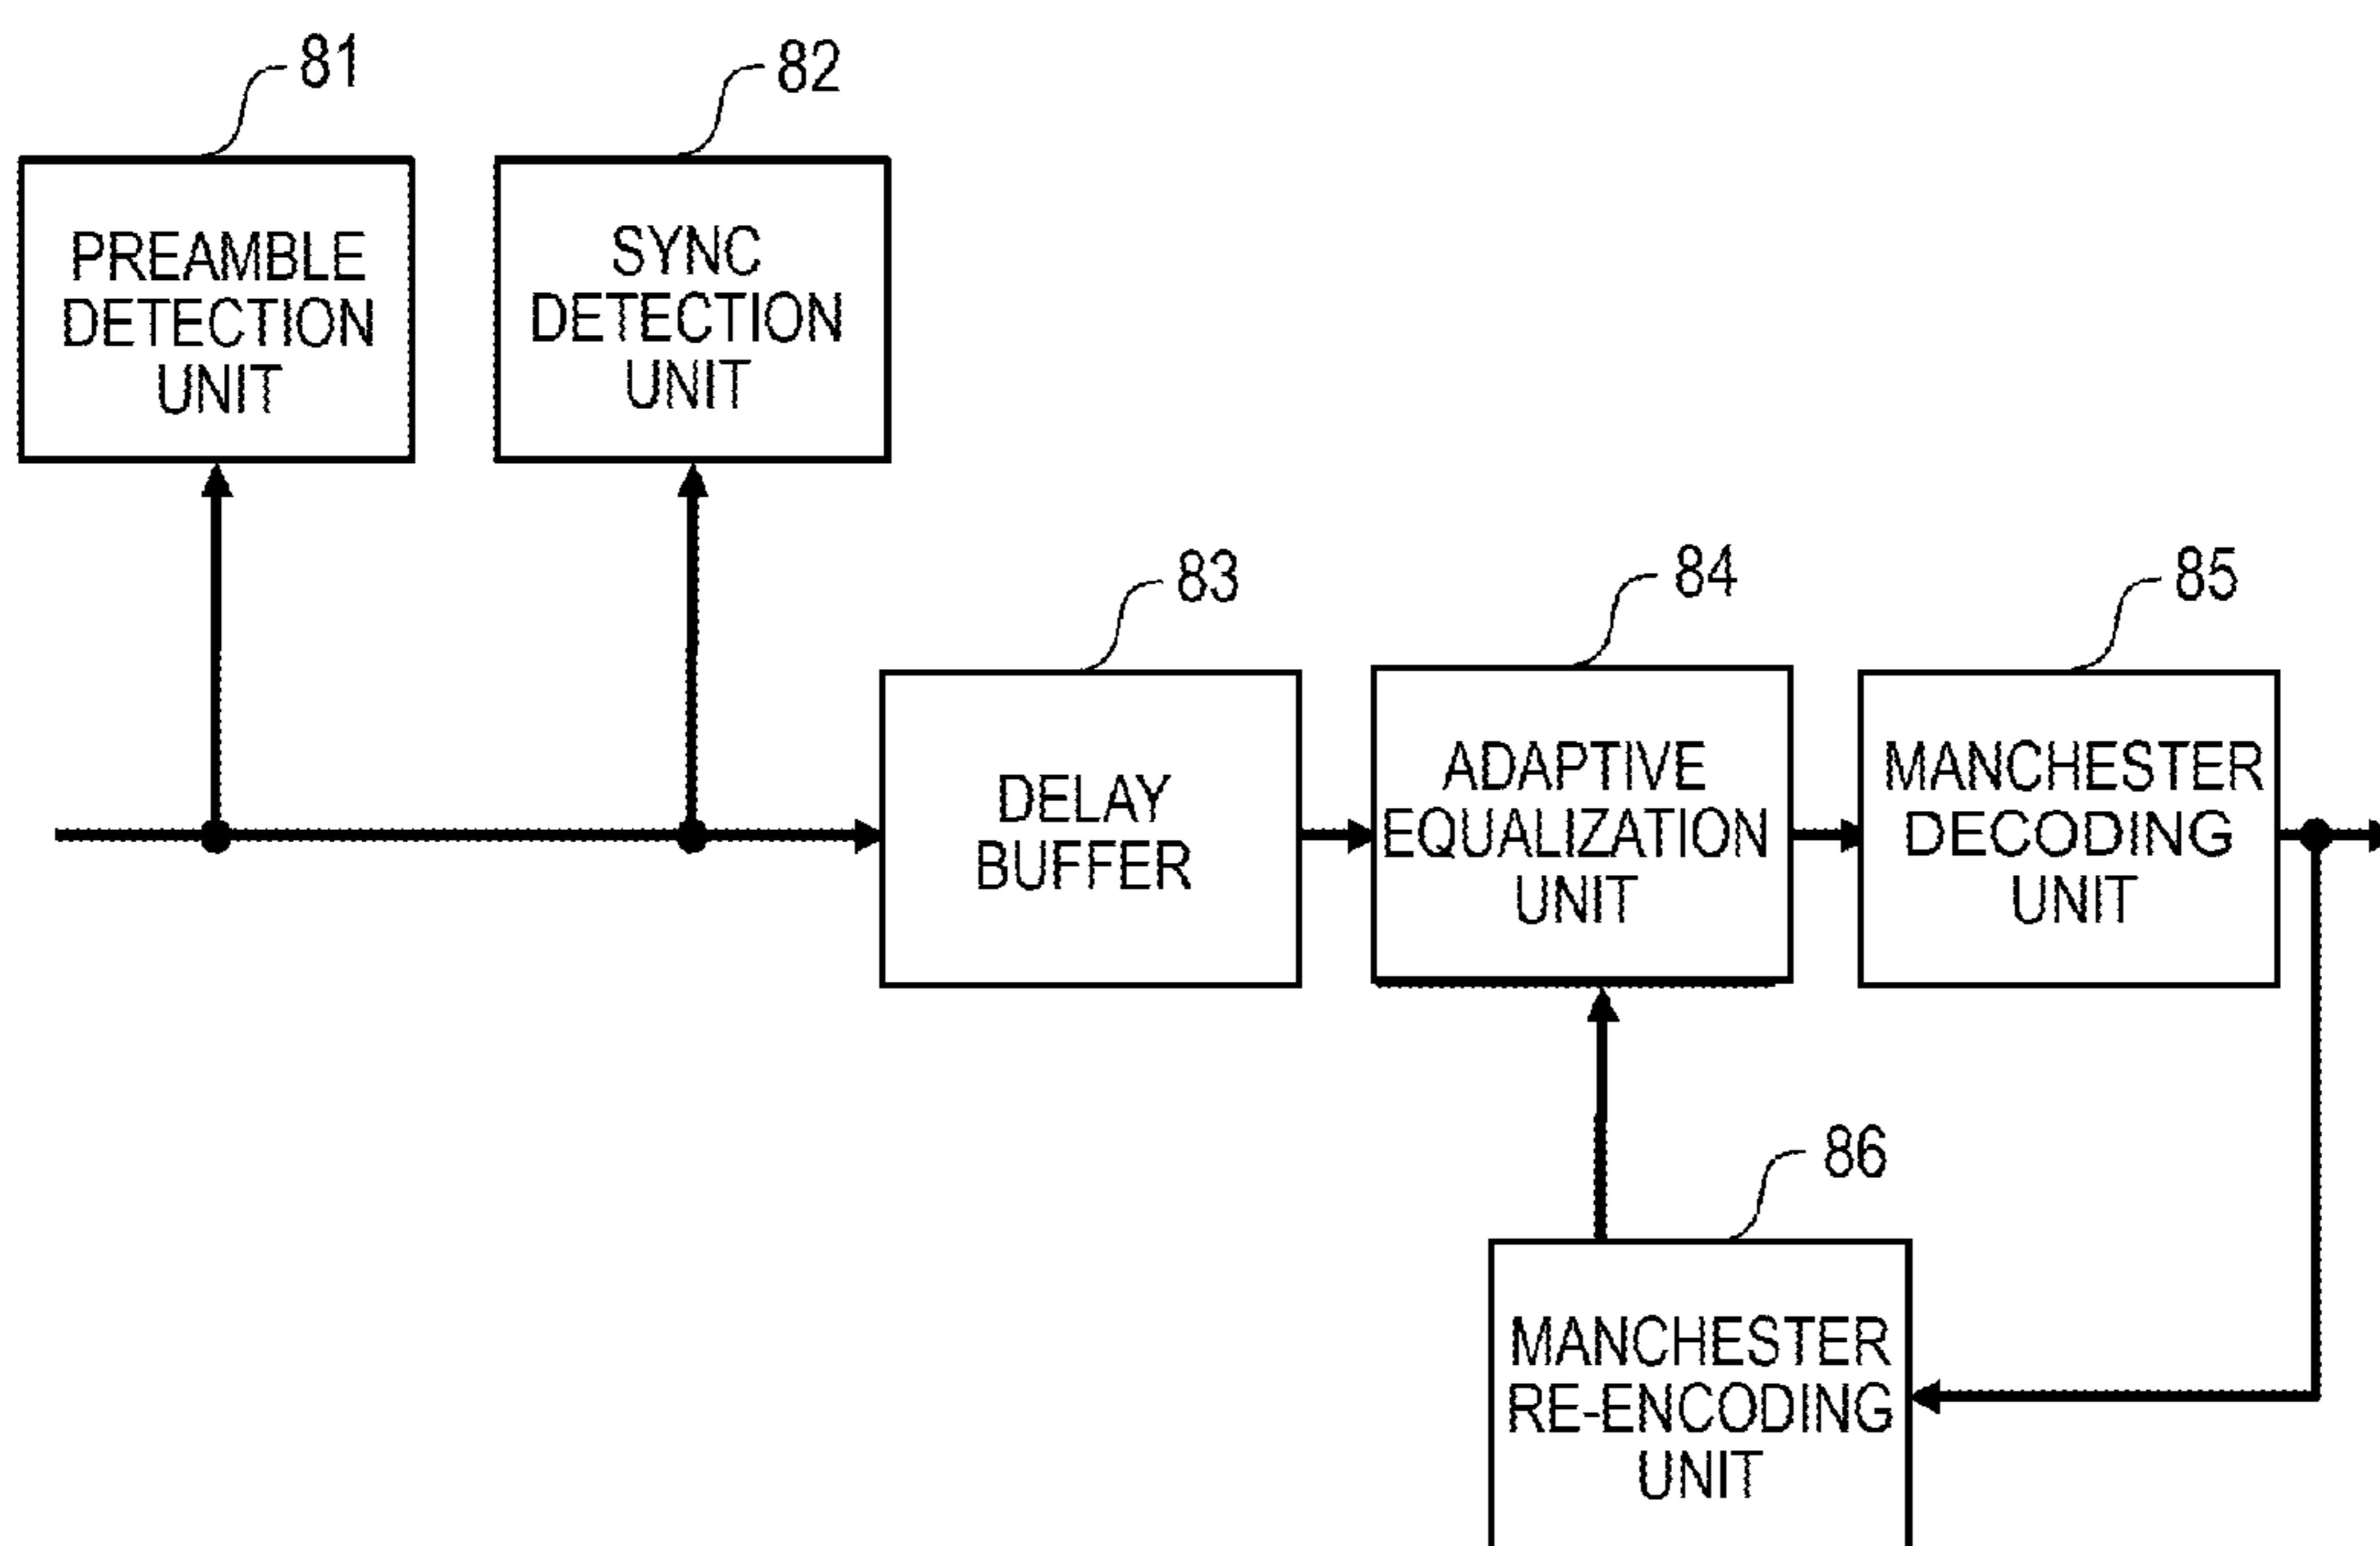 81
82
PREAMBLE
DETECTION
UNIT
SYNC
DETECTION
UNIT
83
84
85
DELAY
BUFFER
ADAPTIVE
EQUALIZATION
UNIT
MANCHESTER
DECODING
UNIT
86
MANCHESTER
RE-ENCODING
UNIT